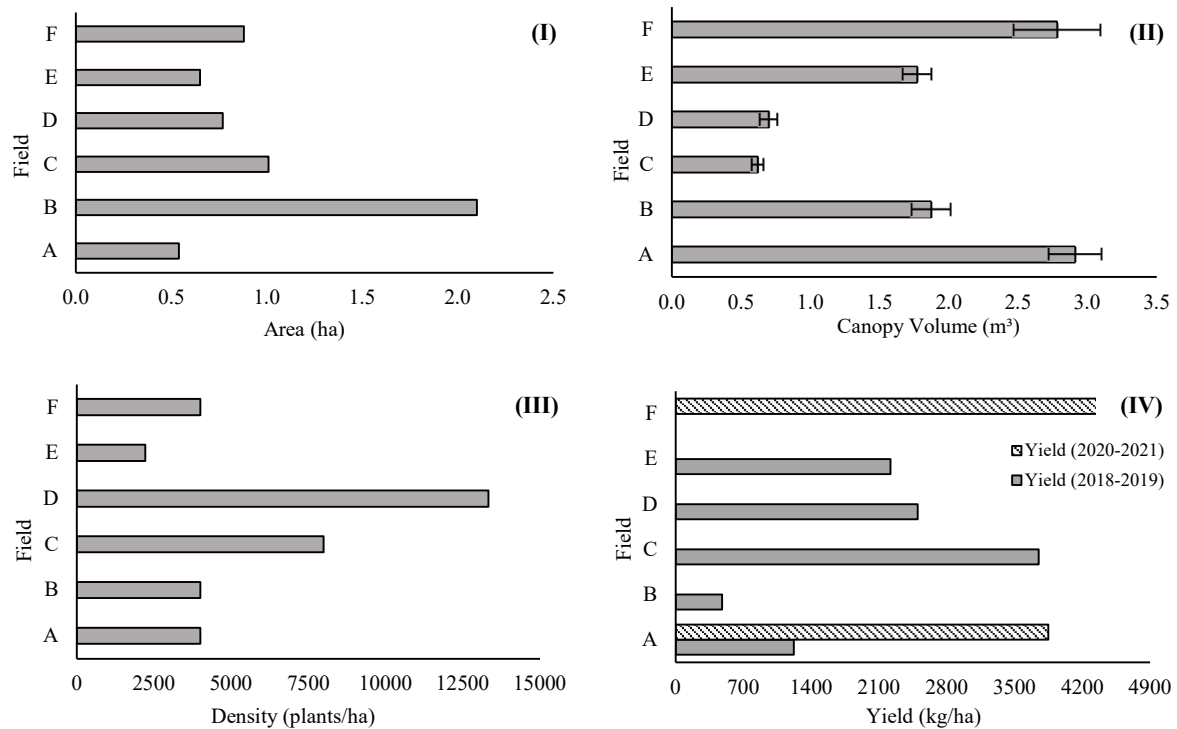 (I)
F
E
D
C
B
A
Field
0.0 0.5 1.0 1.5 2.0 2.5
Area (ha)
(II)
F
E
D
C
B
A
Field
0.0 0.5 1.0 1.5 2.0 2.5 3.0 3.5
Canopy Volume (m³)
(III)
F
E
D
C
B
A
Field
0 2500 5000 7500 10000 12500 15000
Density (plants/ha)
(IV)
F
E
D
C
B
A
Field
Yield (2020-2021)
Yield (2018-2019)
0 700 1400 2100 2800 3500 4200 4900
Yield (kg/ha)